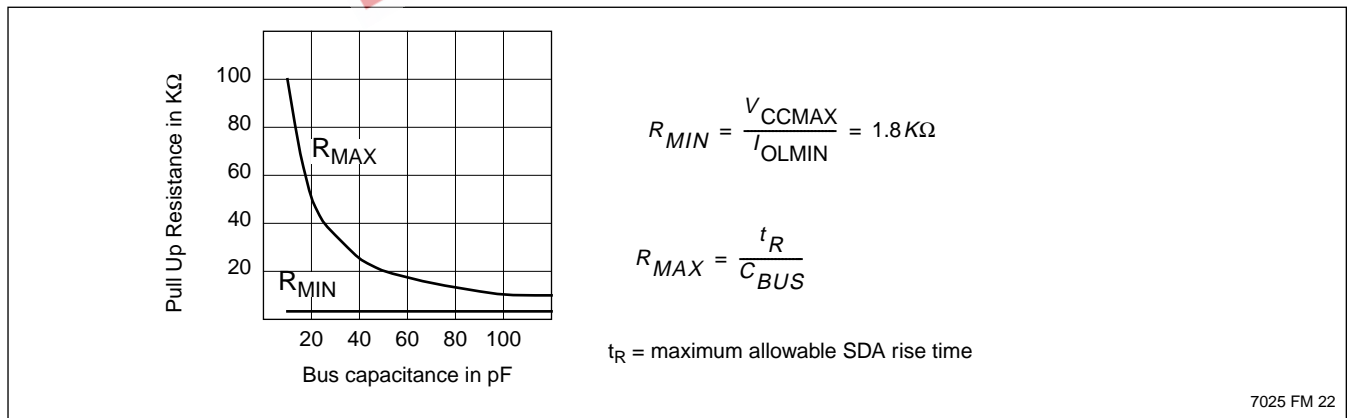 Pull Up Resistance in KΩ
100
80
60
40
20
R_MAX
R_MIN
20 40 60 80 100
Bus capacitance in pF
R_MIN = V_CCMAX / I_OLMIN = 1.8 KΩ
R_MAX = t_R / C_BUS
t_R = maximum allowable SDA rise time
7025 FM 22